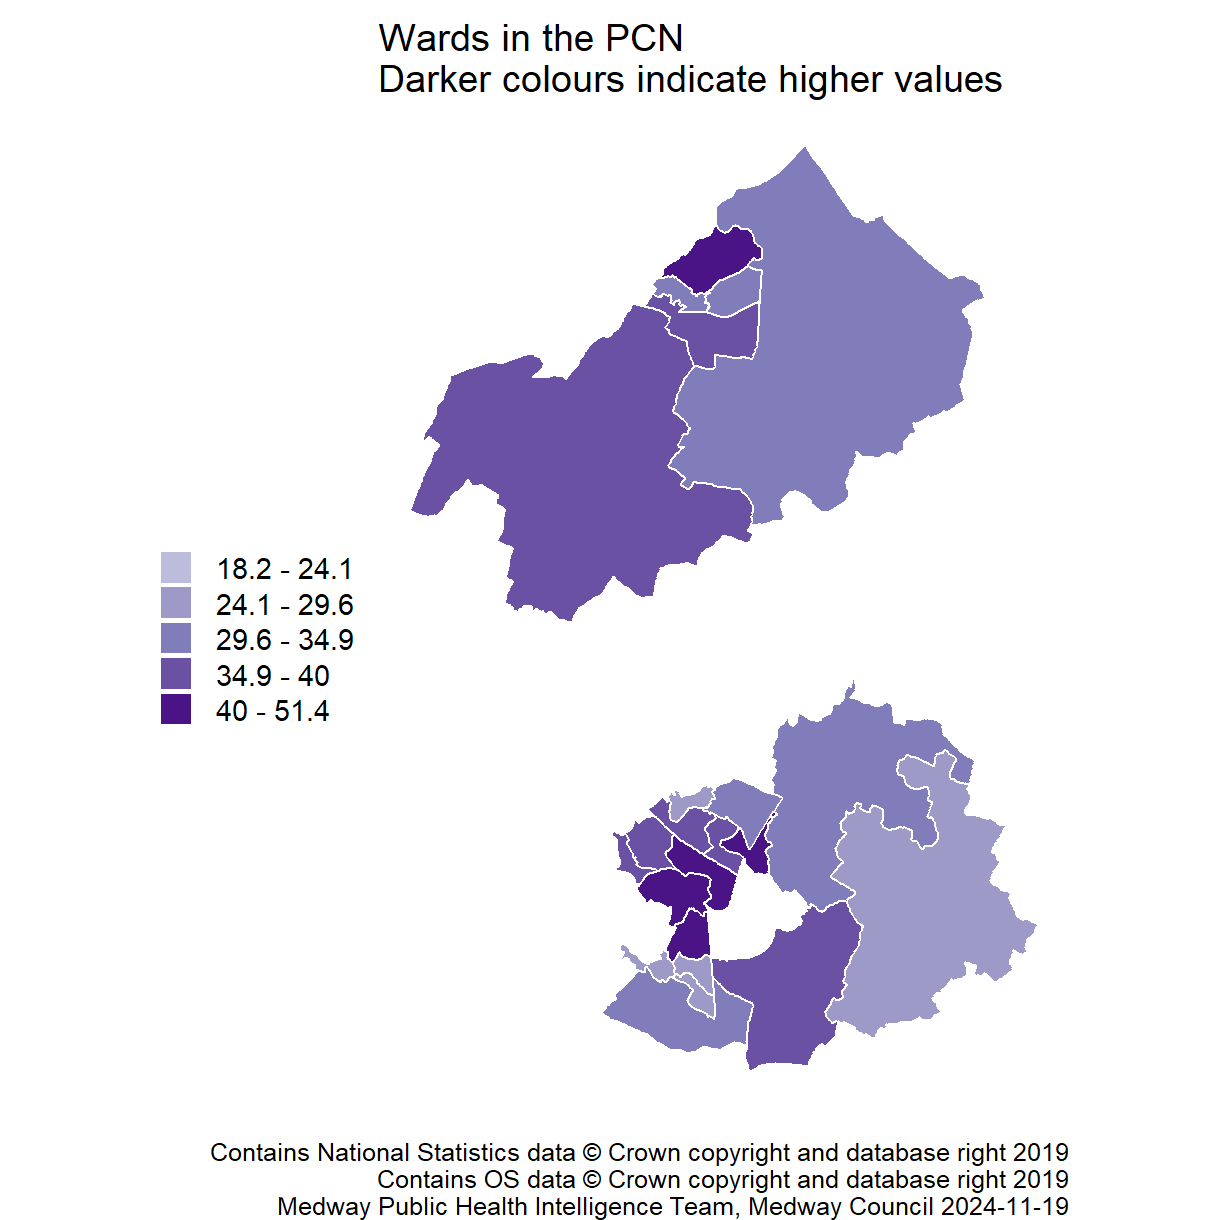 Wards in the PCN
Darker colours indicate higher values
18.2 - 24.1
24.1 - 29.6
29.6 - 34.9
34.9 - 40
40 - 51.4
Contains National Statistics data © Crown copyright and database right 2019
Contains OS data © Crown copyright and database right 2019
Medway Public Health Intelligence Team, Medway Council 2024-11-19